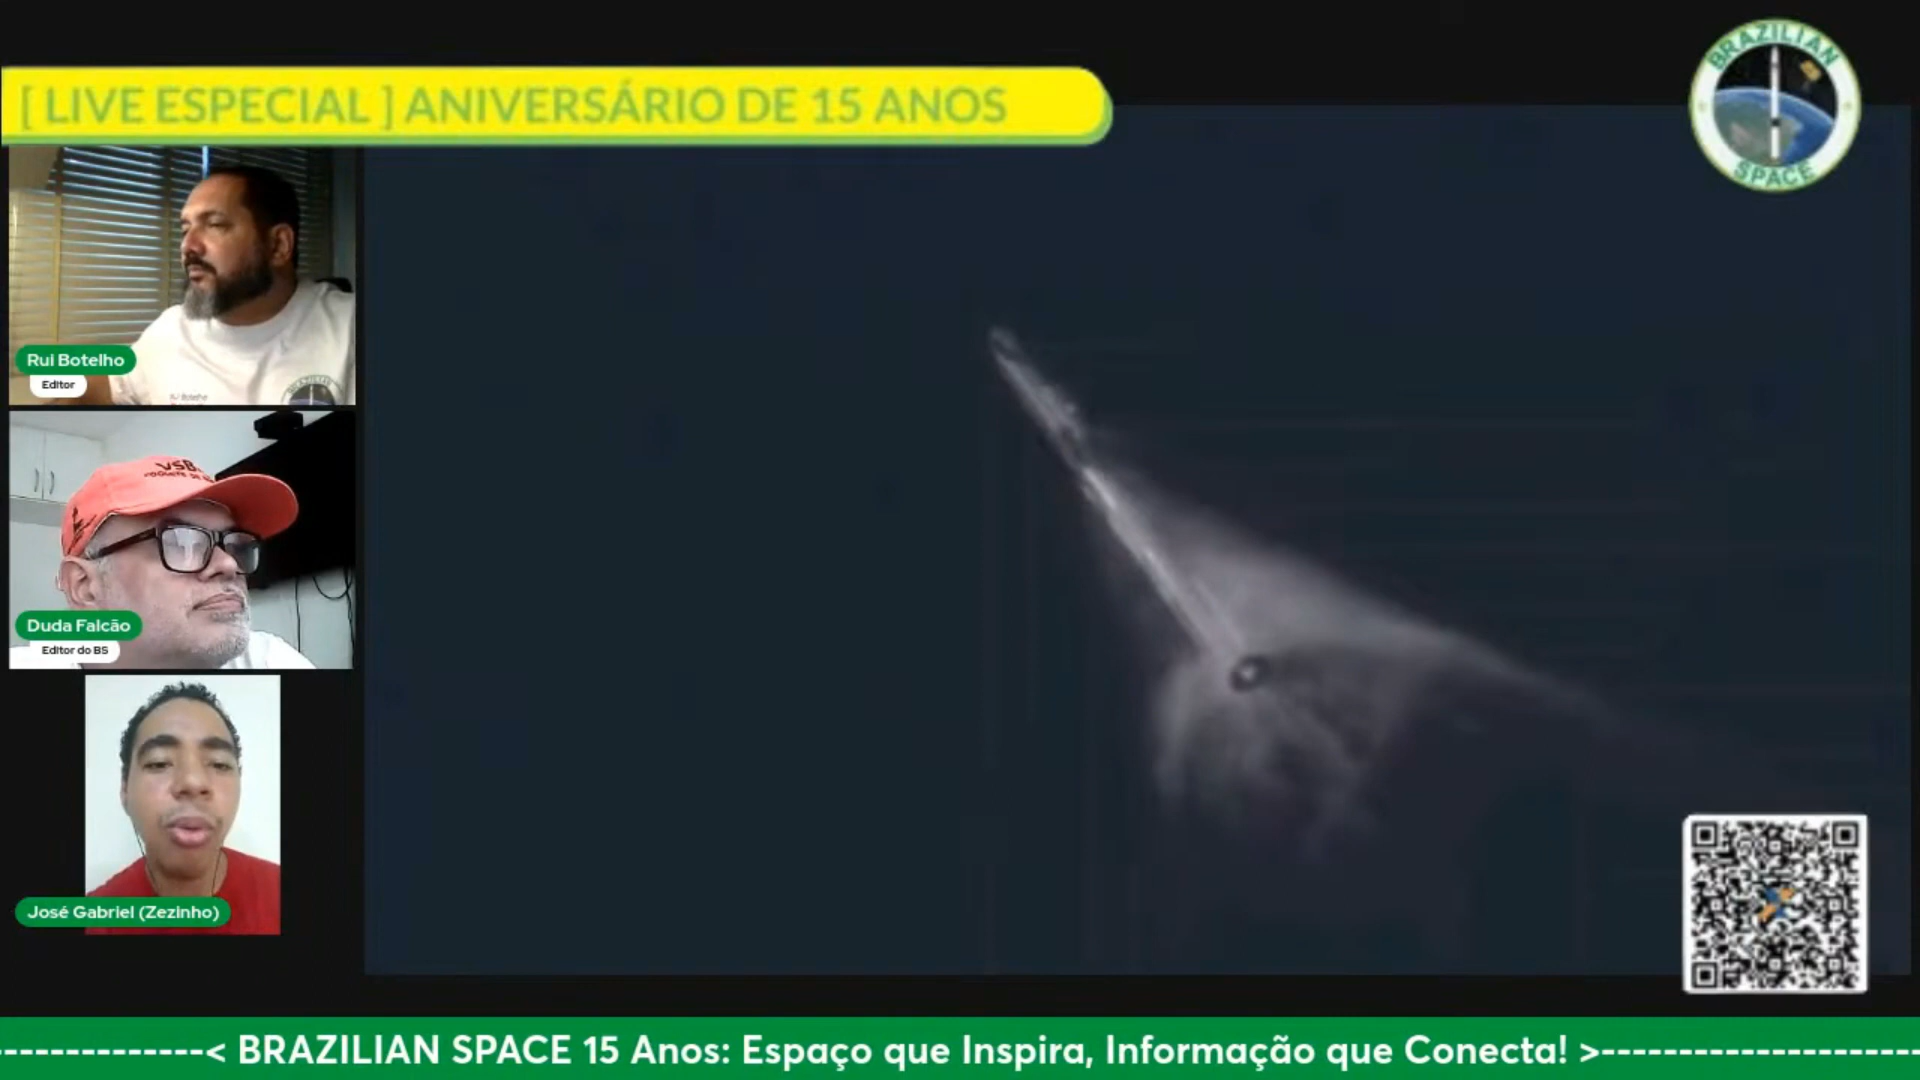 [ LIVE ESPECIAL ] ANIVERSÁRIO DE 15 ANOS
BRAZILIAN
SPACE
Rui Botelho
Editor
Duda Falcão
Editor do BS
José Gabriel (Zezinho)
--------------< BRAZILIAN SPACE 15 Anos: Espaço que Inspira, Informação que Conecta! >---------------------